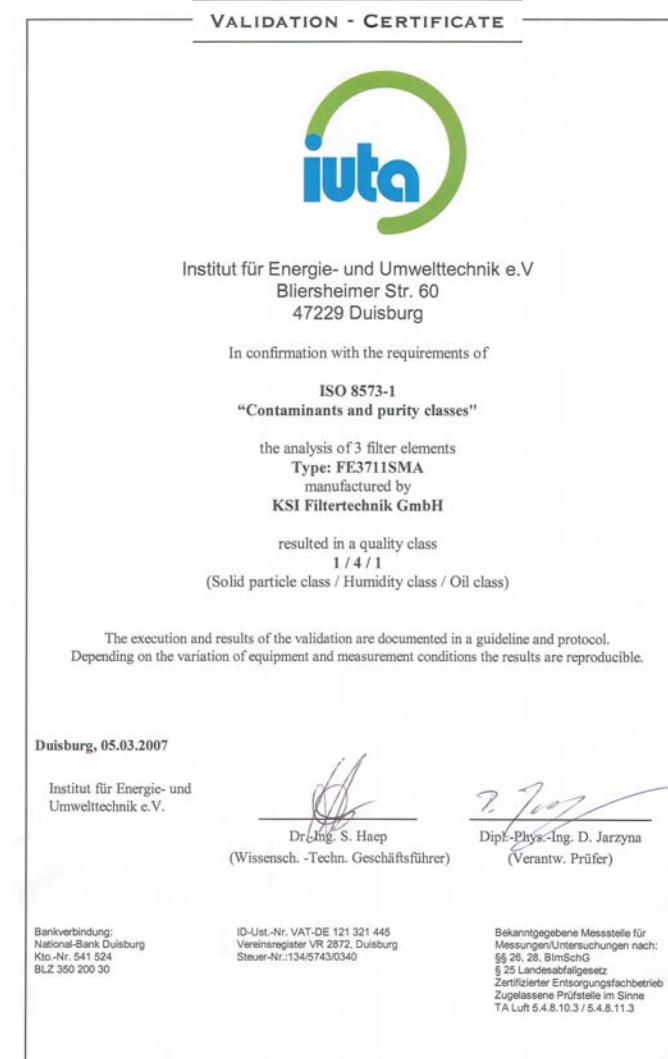 VALIDATION - CERTIFICATE
iuta
Institut für Energie- und Umwelttechnik e.V
Bliersheimer Str. 60
47229 Duisburg
In confirmation with the requirements of
ISO 8573-1
“Contaminants and purity classes"
the analysis of 3 filter elements
Type: FE3711SMA
manufactured by
KSI Filtertechnik GmbH
resulted in a quality class
1 / 4 / 1
(Solid particle class / Humidity class / Oil class)
The execution and results of the validation are documented in a guideline and protocol.
Depending on the variation of equipment and measurement conditions the results are reproducible.
Duisburg, 05.03.2007
Institut für Energie- und
Umwelttechnik e.V.
Dr.-Ing. S. Haep
(Wissensch. -Techn. Geschäftsführer)
Dipl.-Phys.-Ing. D. Jarzyna
(Verantw. Prüfer)
Bankverbindung:
National-Bank Duisburg
Kto.-Nr. 541 524
BLZ 350 200 30
ID-Ust.-Nr. VAT-DE 121 321 445
Vereinsregister VR 2872, Duisburg
Steuer-Nr.:134/5743/0340
Bekanntgegebene Messstelle für
Messungen/Untersuchungen nach:
§§ 26, 28, BImSchG
§ 25 Landesabfallgesetz
Zertifizierter Entsorgungsfachbetrieb
Zugelassene Prüfstelle im Sinne
TA Luft 5.4.8.10.3 / 5.4.8.11.3